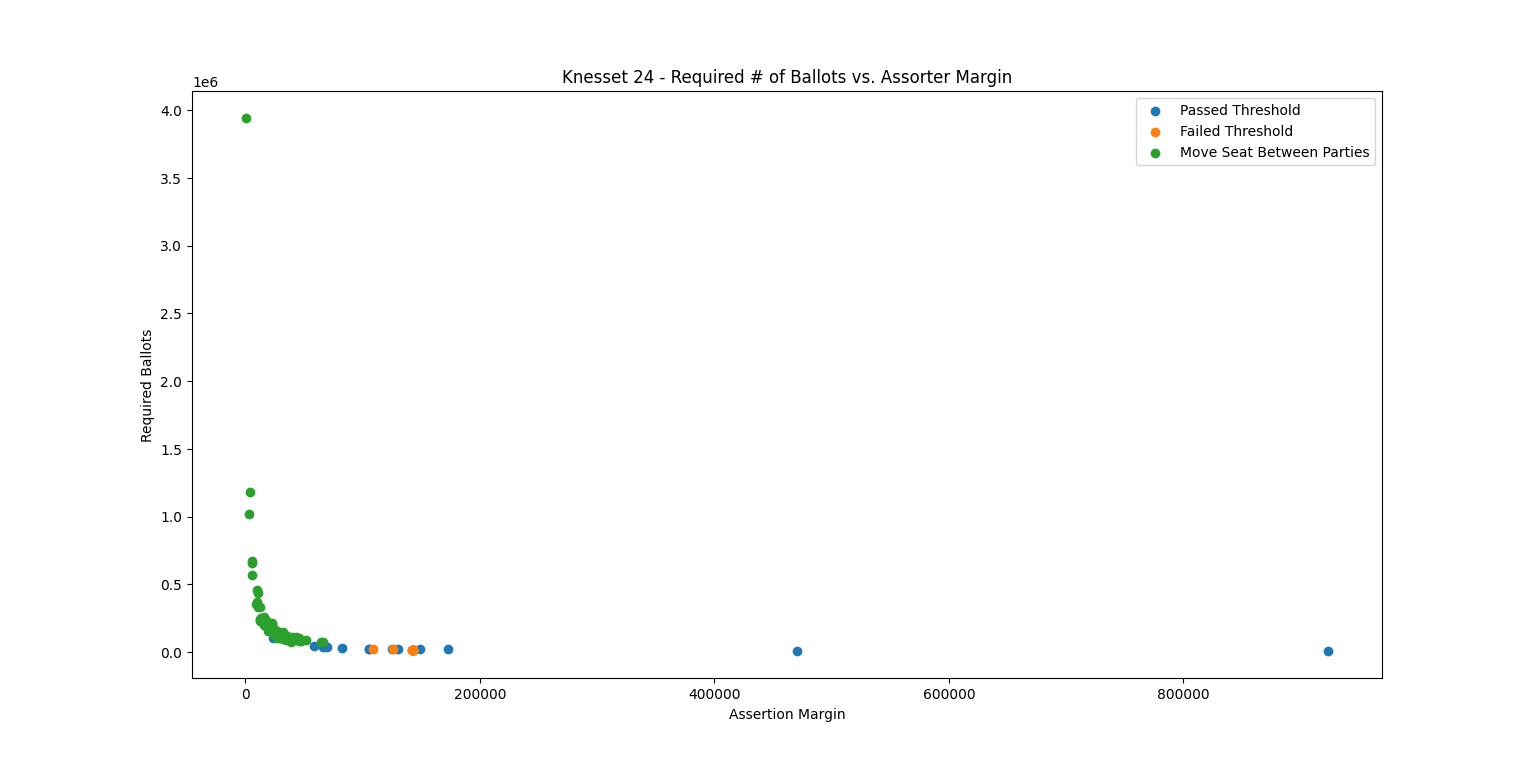 Knesset 24 - Required # of Ballots vs. Assorter Margin
1e6
Passed Threshold
Failed Threshold
Move Seat Between Parties
4.0
3.5
3.0
2.5
2.0
1.5
1.0
0.5
0.0
Required Ballots
0
200000
400000
600000
800000
Assertion Margin